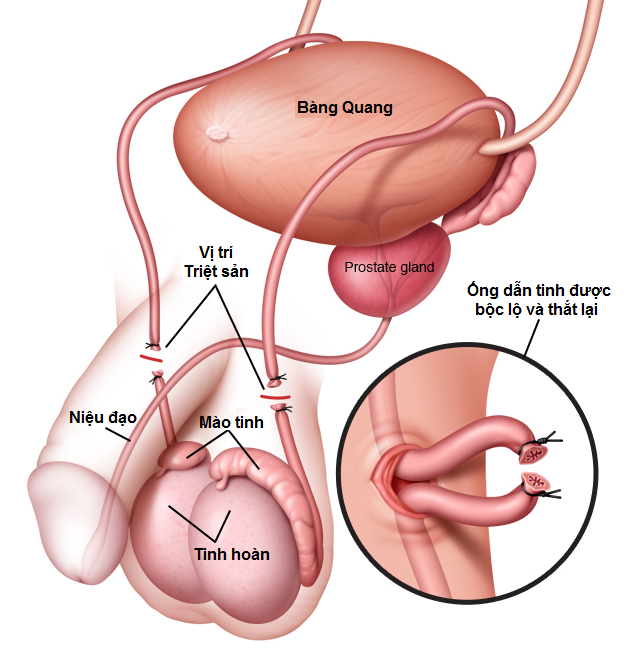 Bàng Quang
Vị trí
Triệt sản
Prostate gland
Ống dẫn tinh được
bộc lộ và thắt lại
Niệu đạo
Mào tinh
Tinh hoàn